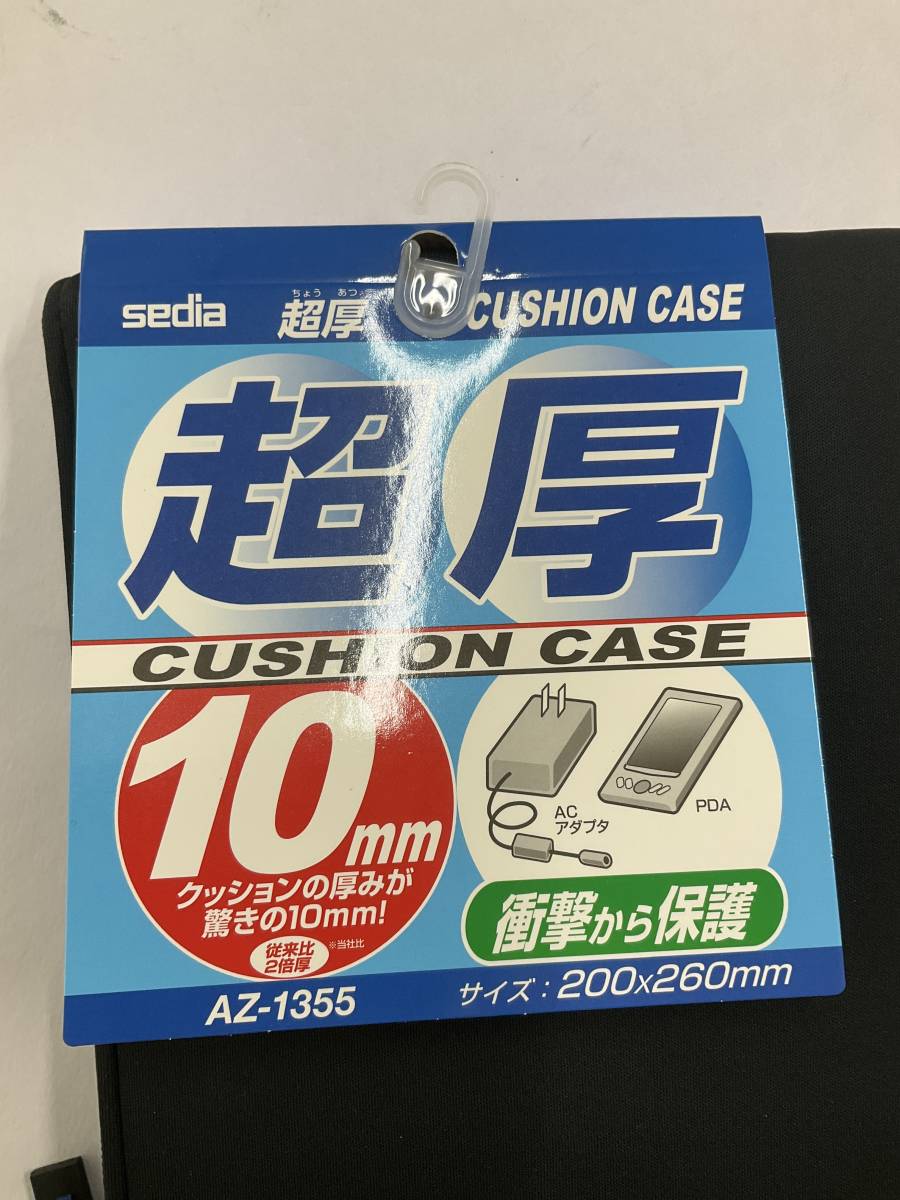 sedia
ちょう あつ
超厚
CUSHION CASE
超厚
CUSHION CASE
10mm
クッションの厚みが
驚きの10mm!
従来比
2倍厚
※当社比
AC
アダプタ
PDA
衝撃から保護
AZ-1355
サイズ：200x260mm